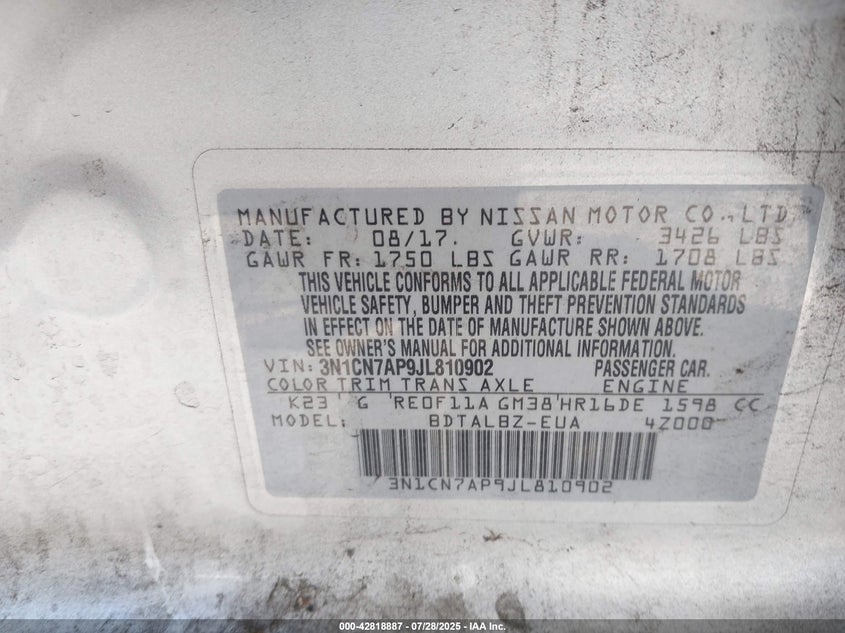 MANUFACTURED BY NISSAN MOTOR CO., LTD.
DATE: 08/17. GVWR: 3426 LBS
GAWR FR: 1750 LBS GAWR RR: 1708 LBS
THIS VEHICLE CONFORMS TO ALL APPLICABLE FEDERAL MOTOR
VEHICLE SAFETY, BUMPER AND THEFT PREVENTION STANDARDS
IN EFFECT ON THE DATE OF MANUFACTURE SHOWN ABOVE.
SEE OWNER'S MANUAL FOR ADDITIONAL INFORMATION.
VIN: 3N1CN7AP9JL810902 PASSENGER CAR.
COLOR TRIM TRANS AXLE ENGINE
K23 G RE0F11A GM38 HR16DE 1598 CC
MODEL: BDTALBZ-EUA 4Z000
3N1CN7AP9JL810902
000-42818887 - 07/28/2025 - IAA Inc.